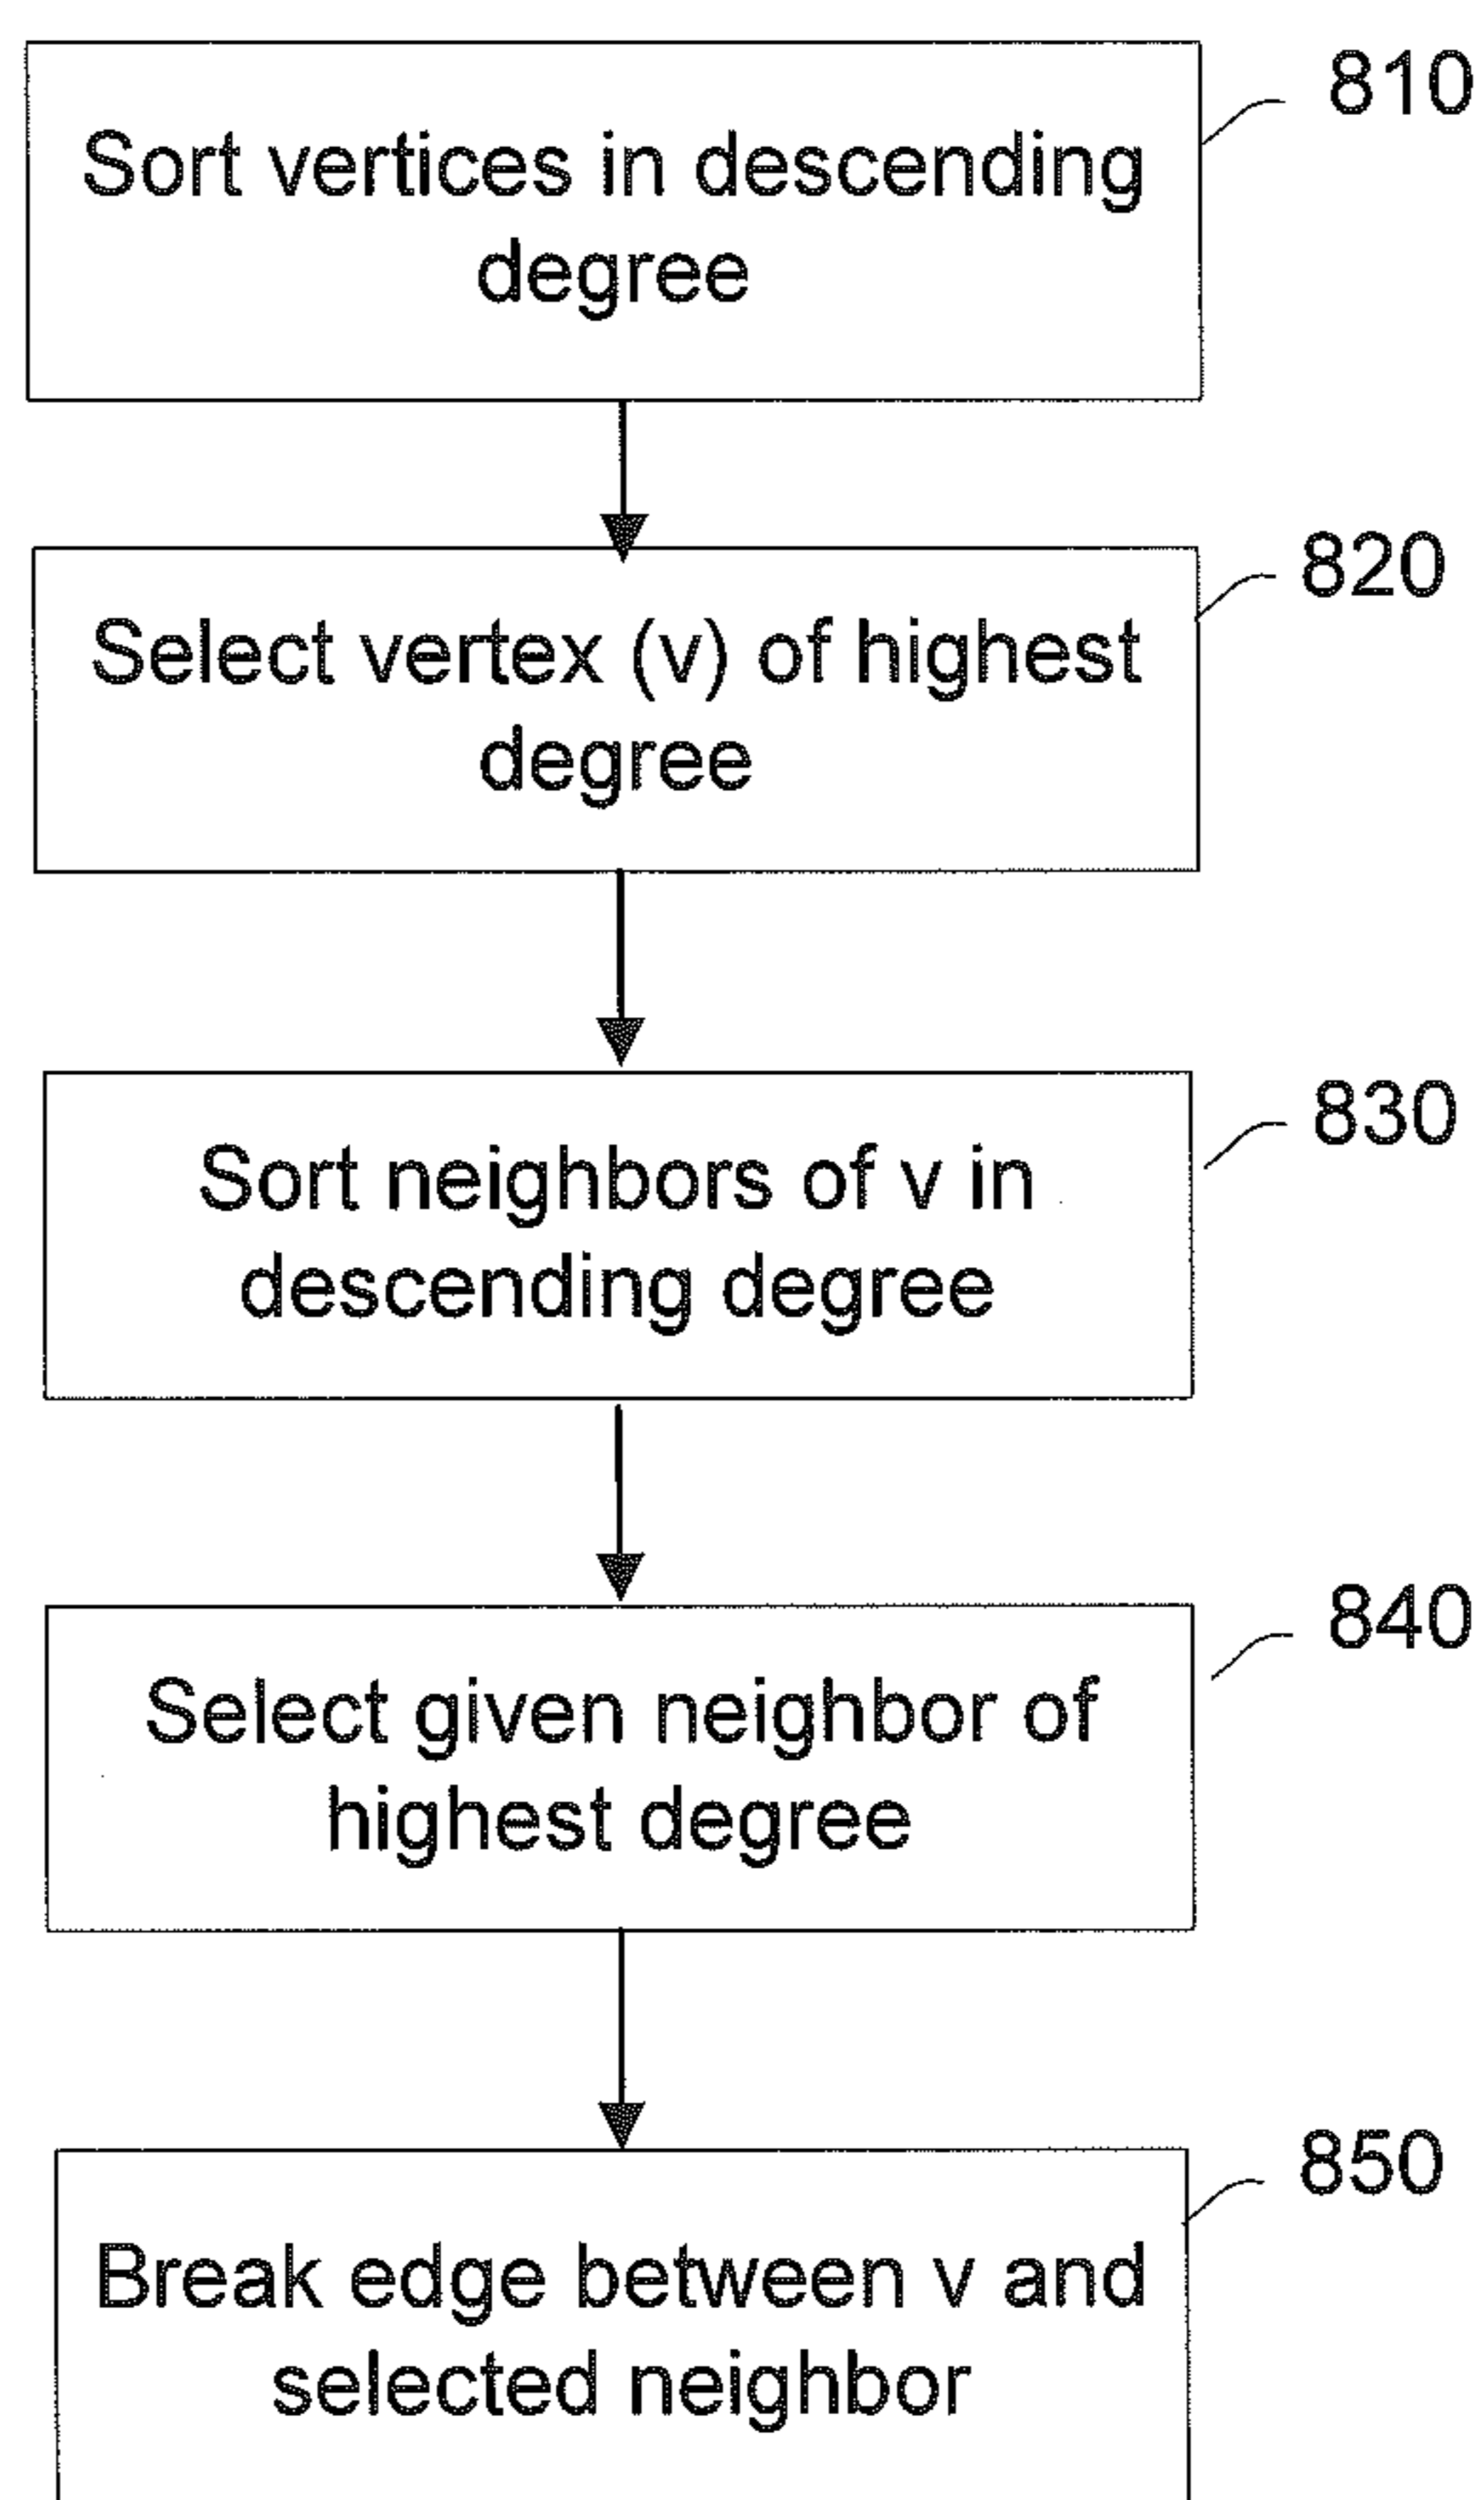 810
Sort vertices in descending
degree
820
Select vertex (v) of highest
degree
830
Sort neighbors of v in
descending degree
840
Select given neighbor of
highest degree
850
Break edge between v and
selected neighbor